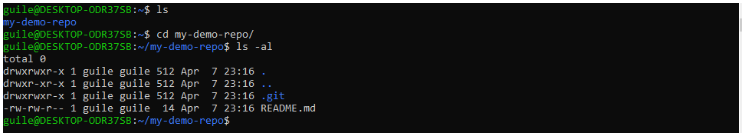 guile@DESKTOP-ODR37SB:~$ ls
my-demo-repo
guile@DESKTOP-ODR37SB:~$ cd my-demo-repo/
guile@DESKTOP-ODR37SB:~/my-demo-repo$ ls -al
total 0
drwxrwxr-x 1 guile guile 512 Apr  7 23:16 .
drwxr-xr-x 1 guile guile 512 Apr  7 23:16 ..
drwxrwxr-x 1 guile guile 512 Apr  7 23:16 .git
-rw-rw-r-- 1 guile guile  14 Apr  7 23:16 README.md
guile@DESKTOP-ODR37SB:~/my-demo-repo$